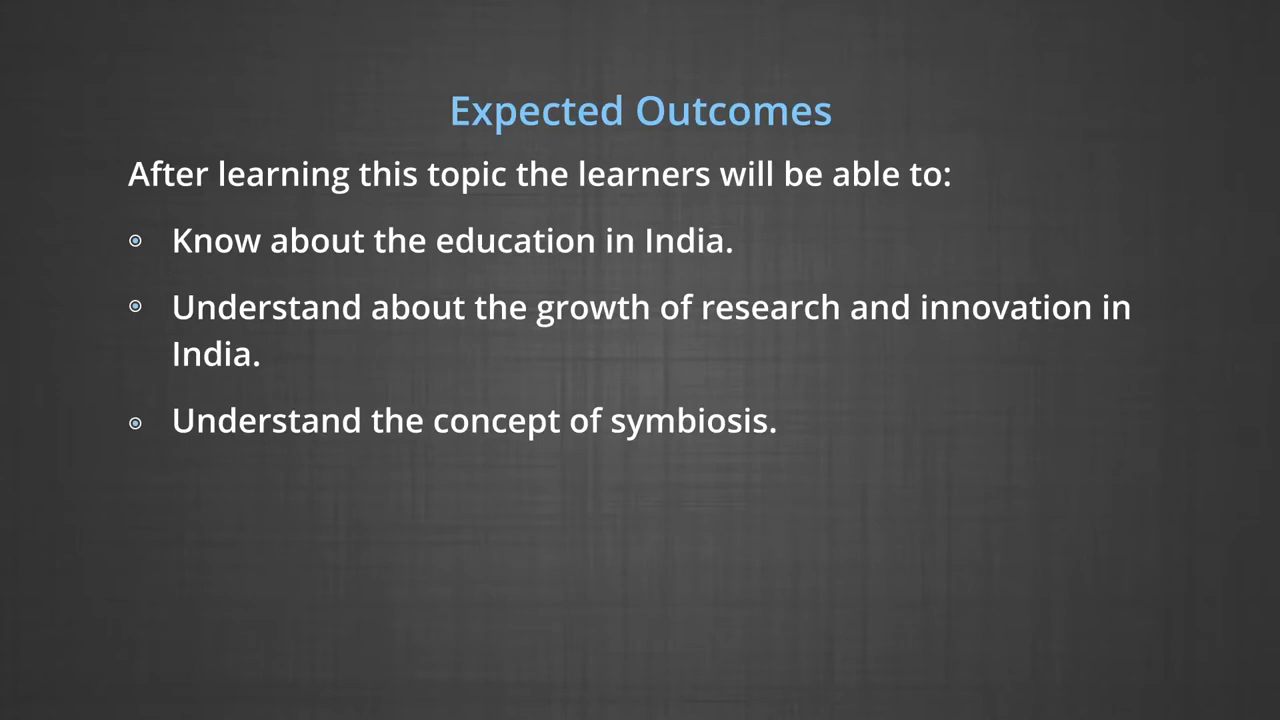 Expected Outcomes
After learning this topic the learners will be able to:
Know about the education in India.
Understand about the growth of research and innovation in
India.
Understand the concept of symbiosis.